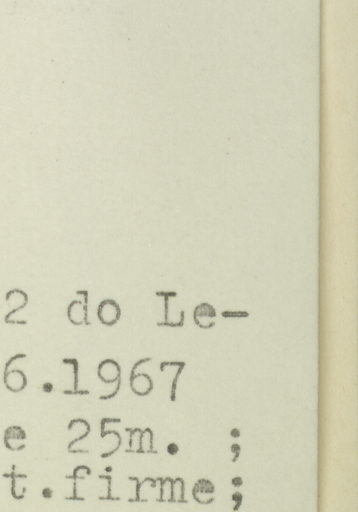 2 do Le-
6.1967
e 25m. ;
t.firme;